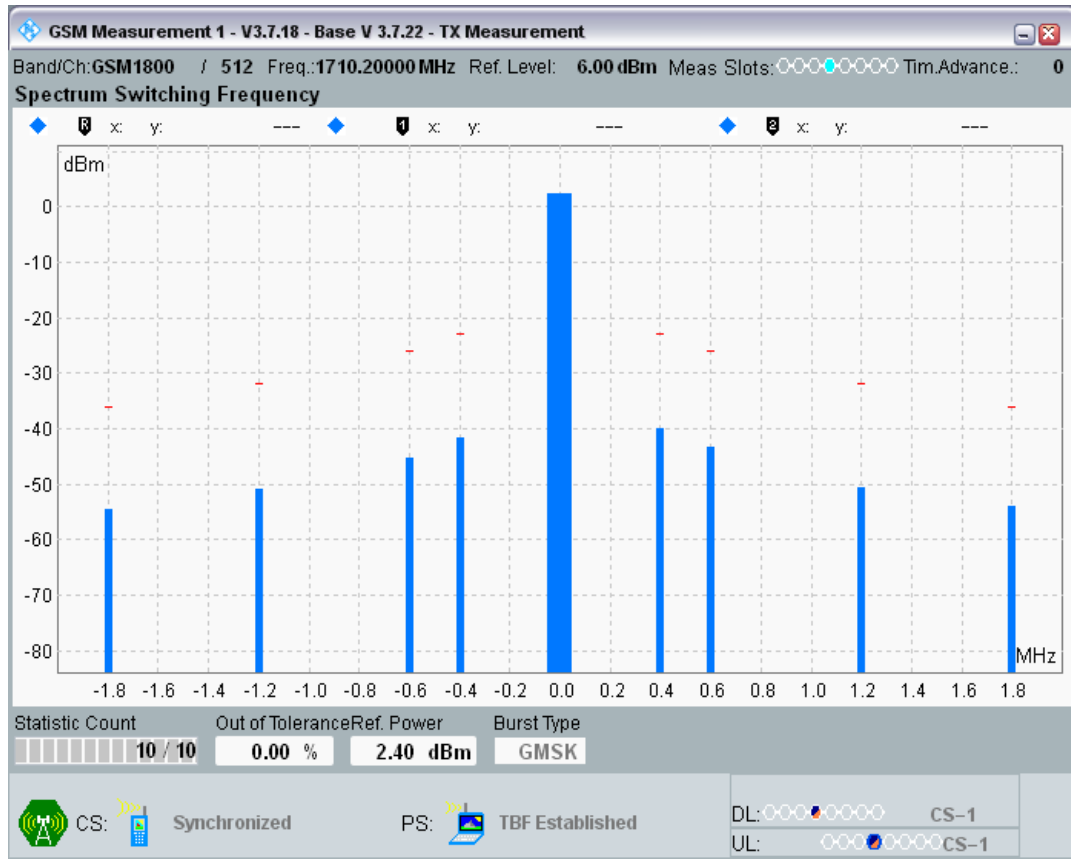 GSM Measurement 1 - V3.7.18 - Base V 3.7.22 - TX Measurement
Band/Ch:GSM1800 / 512 Freq.:1710.20000 MHz Ref. Level: 6.00 dBm Meas Slots: Tim.Advance.: 0
Spectrum Switching Frequency
R x: y: --- 1 x: y: --- 2 x: y: ---
dBm
0
-10
-20
-30
-40
-50
-60
-70
-80
MHz
-1.8 -1.6 -1.4 -1.2 -1.0 -0.8 -0.6 -0.4 -0.2 0.0 0.2 0.4 0.6 0.8 1.0 1.2 1.4 1.6 1.8
Statistic Count Out of Tolerance Ref. Power Burst Type
10 / 10 0.00 % 2.40 dBm GMSK
CS: Synchronized PS: TBF Established
DL: CS-1
UL: CS-1